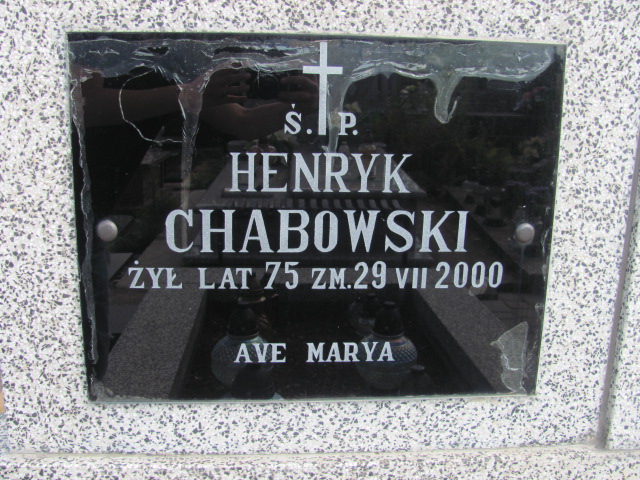 Ś. P.
HENRYK
CHABOWSKI
ŻYŁ LAT 75 ZM.29 VII 2000
AVE MARYA